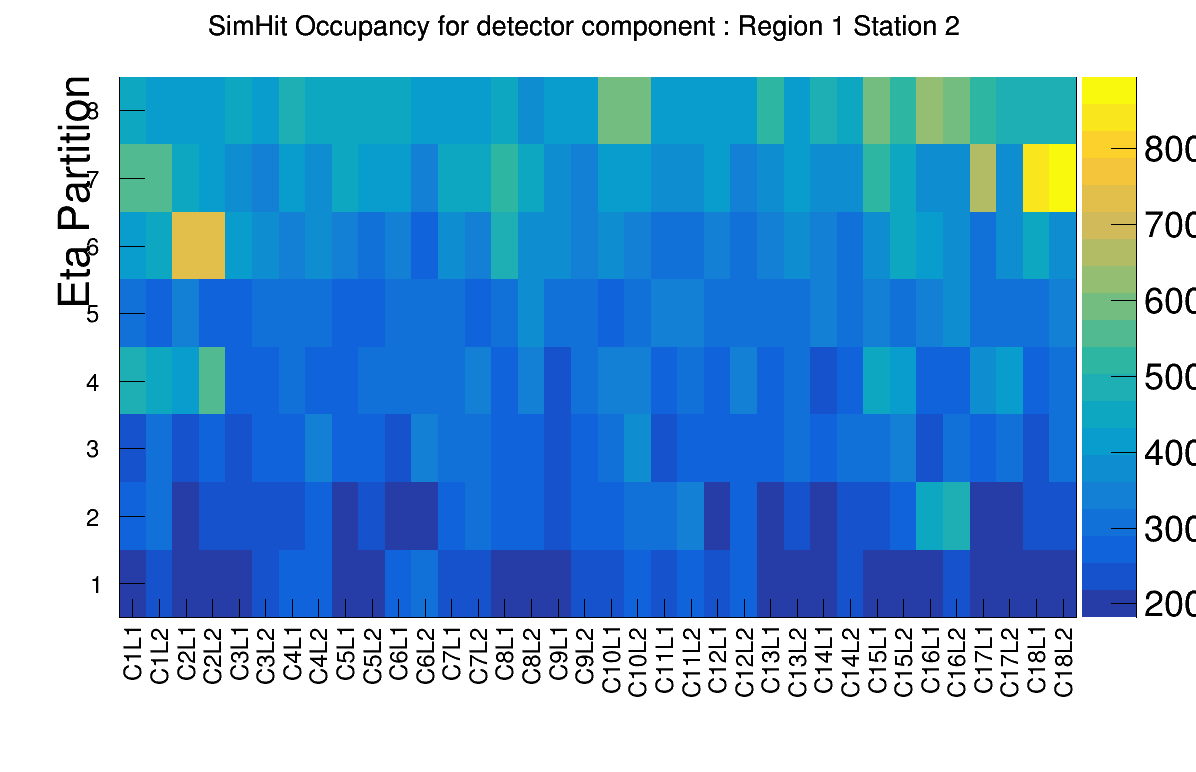 SimHit Occupancy for detector component : Region 1 Station 2
Eta Partition
8
7
6
5
4
3
2
1
C1L1
C1L2
C2L1
C2L2
C3L1
C3L2
C4L1
C4L2
C5L1
C5L2
C6L1
C6L2
C7L1
C7L2
C8L1
C8L2
C9L1
C9L2
C10L1
C10L2
C11L1
C11L2
C12L1
C12L2
C13L1
C13L2
C14L1
C14L2
C15L1
C15L2
C16L1
C16L2
C17L1
C17L2
C18L1
C18L2
800
700
600
500
400
300
200